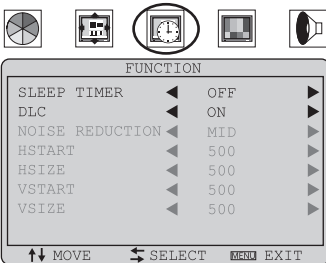 FUNCTION
SLEEP TIMER ◀ OFF ▶
DLC ◀ ON ▶
NOISE REDUCTION ◀ MID ▶
HSTART ◀ 500 ▶
HSIZE ◀ 500 ▶
VSTART ◀ 500 ▶
VSIZE ◀ 500 ▶
MOVE SELECT MENU EXIT